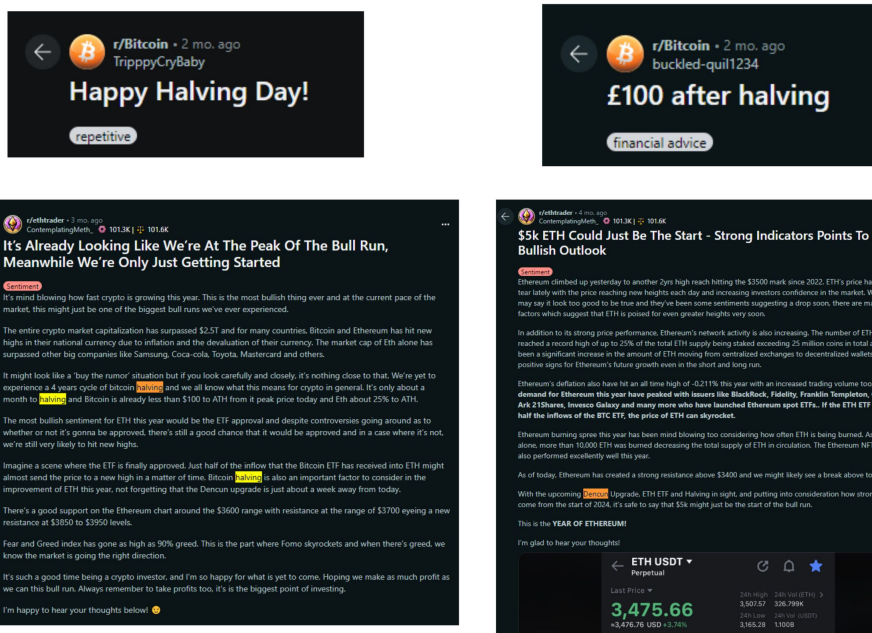 r/Bitcoin • 2 mo. ago
TripppyCryBaby
Happy Halving Day!
repetitive
r/Bitcoin • 2 mo. ago
buckled-quil1234
£100 after halving
financial advice
r/ethtrader • 3 mo. ago
ContemplatingMeth_ 101.3K | 101.6K
It's Already Looking Like We're At The Peak Of The Bull Run,
Meanwhile We're Only Just Getting Started
Sentiment
It's mind blowing how fast crypto is growing this year. This is the most bullish thing ever and at the current pace of the
market, this might just be one of the biggest bull runs we've ever experienced.
The entire crypto market capitalization has surpassed $2.5T and for many countries, Bitcoin and Ethereum has hit new
highs in their national currency due to inflation and the devaluation of their currency. The market cap of Eth alone has
surpassed other big companies like Samsung, Coca-cola, Toyota, Mastercard and others.
It might look like a 'buy the rumor' situation but if you look carefully and closely, it's nothing close to that. We're yet to
experience a 4 years cycle of bitcoin halving and we all know what this means for crypto in general. It's only about a
month to halving and Bitcoin is already less than $100 to ATH from it peak price today and Eth about 25% to ATH.
The most bullish sentiment for ETH this year would be the ETF approval and despite controversies going around as to
whether or not it's gonna be approved, there's still a good chance that it would be approved and in a case where it's not,
we're still very likely to hit new highs.
Imagine a scene where the ETF is finally approved. Just half of the inflow that the Bitcoin ETF has received into ETH might
almost send the price to a new high in a matter of time. Bitcoin halving is also an important factor to consider in the
improvement of ETH this year, not forgetting that the Dencun upgrade is just about a week away from today.
There's a good support on the Ethereum chart around the $3600 range with resistance at the range of $3700 eyeing a new
resistance at $3850 to $3950 levels.
Fear and Greed index has gone as high as 90% greed. This is the part where Fomo skyrockets and when there's greed, we
know the market is going the right direction.
It's such a good time being a crypto investor, and I'm so happy for what is yet to come. Hoping we make as much profit as
we can this bull run. Always remember to take profits too, it's is the biggest point of investing.
I'm happy to hear your thoughts below!
r/ethtrader • 4 mo. ago
ContemplatingMeth_ 101.3K | 101.6K
$5k ETH Could Just Be The Start - Strong Indicators Points To
Bullish Outlook
Sentiment
Ethereum climbed up yesterday to another 2yrs high reach hitting the $3500 mark since 2022. ETH's price ha
tear lately with the price reaching new heights each day and increasing investors confidence in the market. W
may say it look too good to be true and they've been some sentiments suggesting a drop soon, there are ma
factors which suggest that ETH is poised for even greater heights very soon.
In addition to its strong price performance, Ethereum's network activity is also increasing. The number of ETH
reached a record high of up to 25% of the total ETH supply being staked exceeding 25 million coins in total a
been a significant increase in the amount of ETH moving from centralized exchanges to decentralized wallets
positive signs for Ethereum's future growth even in the short and long run.
Ethereum's deflation also have hit an all time high of -0.211% this year with an increased trading volume too
demand for Ethereum this year have peaked with issuers like BlackRock, Fidelity, Franklin Templeton,
Ark 21Shares, Invesco Galaxy and many more who have launched Ethereum spot ETFs.. If the ETH ETF
half the inflows of the BTC ETF, the price of ETH can skyrocket.
Ethereum burning spree this year has been mind blowing too considering how often ETH is being burned. As
alone, more than 10,000 ETH was burned decreasing the total supply of ETH in circulation. The Ethereum NF
also performed excellently well this year.
As of today, Ethereum has created a strong resistance above $3400 and we might likely see a break above to
With the upcoming Dencun Upgrade, ETH ETF and Halving in sight, and putting into consideration how stron
come from the start of 2024, it's safe to say that $5k might just be the start of the bull run.
This is the YEAR OF ETHEREUM!
I'm glad to hear your thoughts!
ETH USDT
Perpetual
Last Price
3,475.66
≈3,476.76 USD +3.74%
24h High 24h Vol (ETH)
3,507.57 326.799K
24h Low 24h Vol (USDT)
3,165.28 1.100B